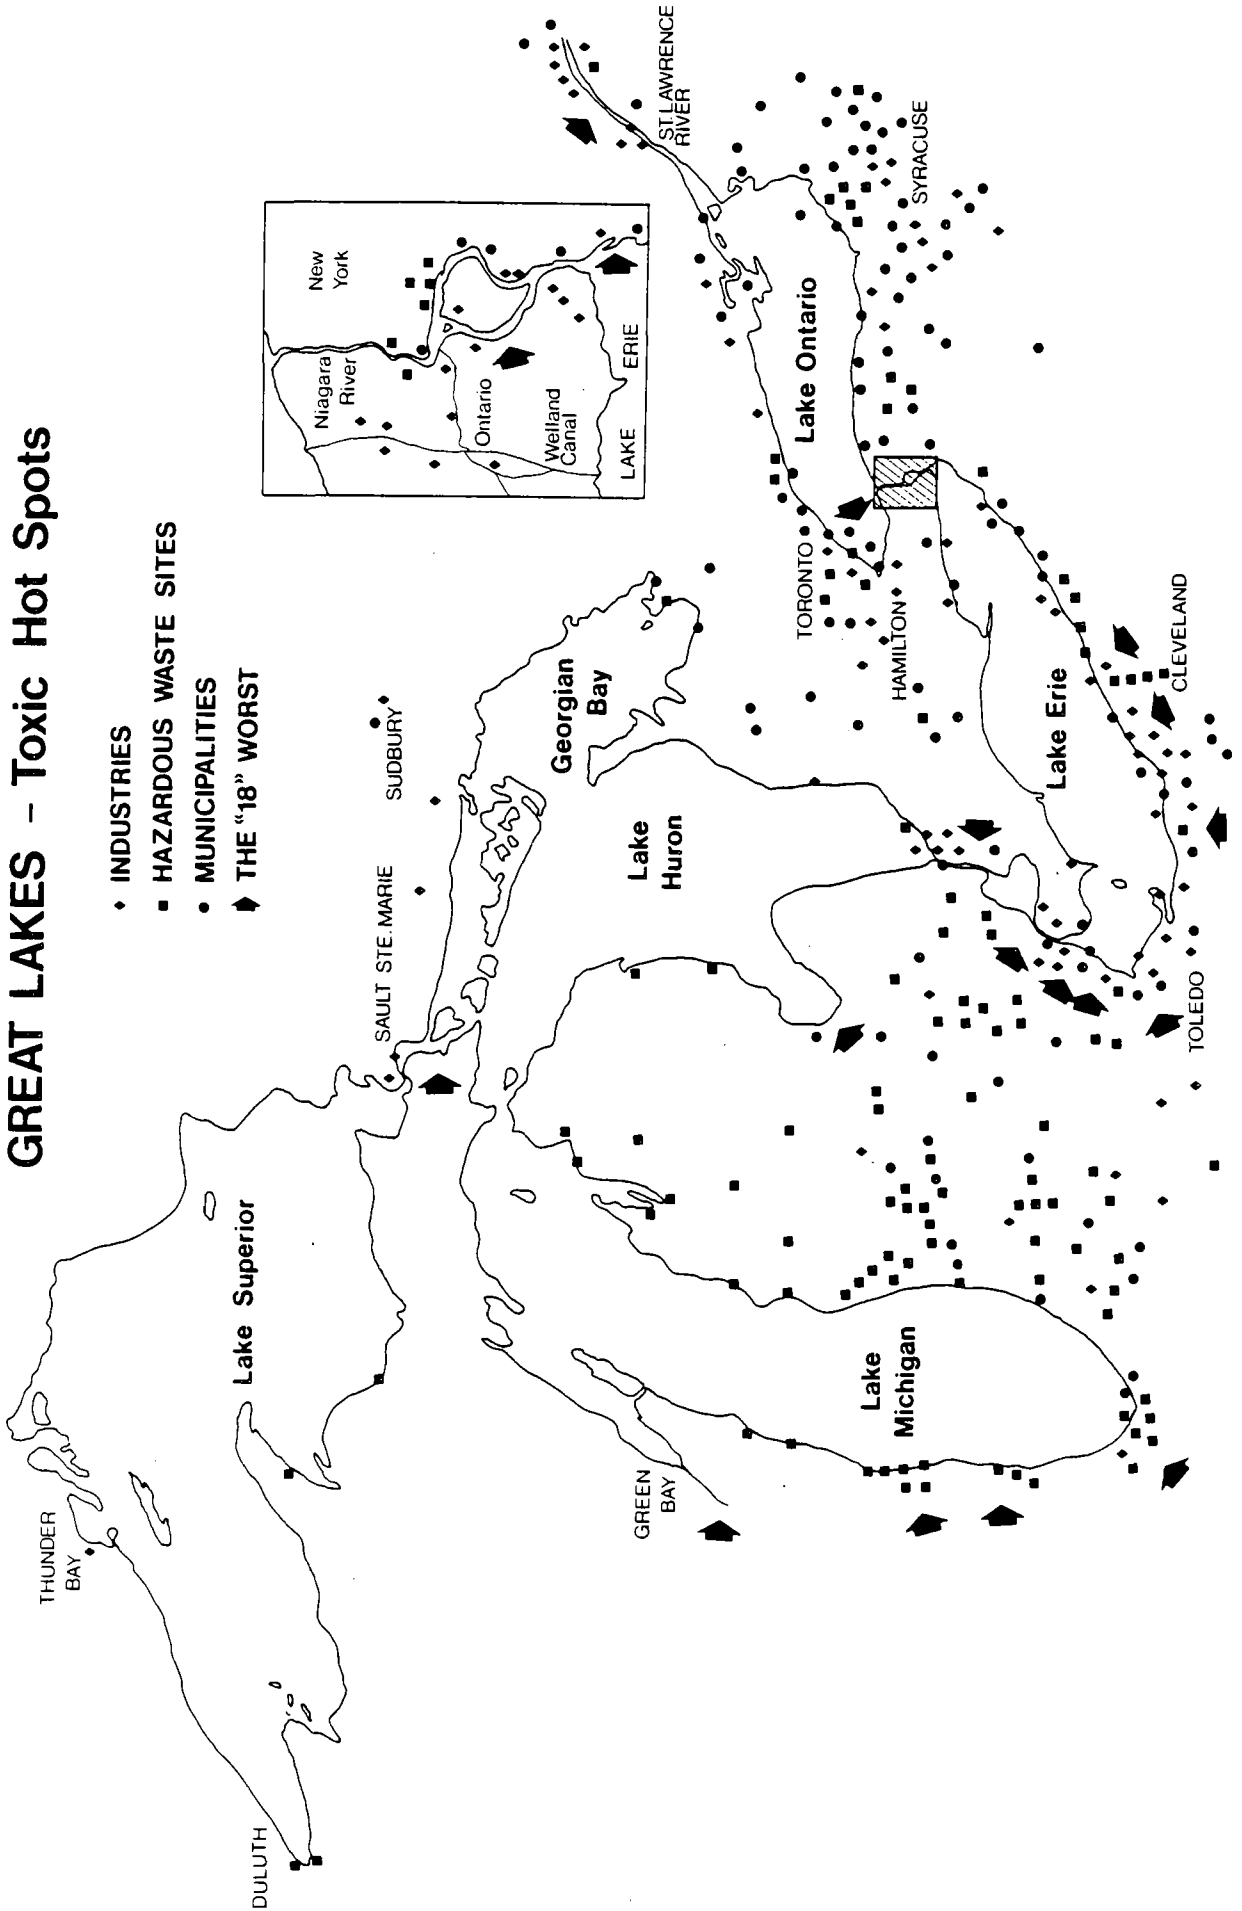 GREAT LAKES – Toxic Hot Spots
INDUSTRIES
HAZARDOUS WASTE SITES
MUNICIPALITIES
THE "18" WORST
THUNDER
BAY
DULUTH
Lake Superior
SAULT STE. MARIE
SUDBURY
Georgian
Bay
Lake
Huron
GREEN
BAY
Lake
Michigan
TORONTO
HAMILTON
Lake Ontario
ST. LAWRENCE
RIVER
SYRACUSE
Lake Erie
CLEVELAND
TOLEDO
New
York
Niagara
River
Ontario
Welland
Canal
LAKE ERIE